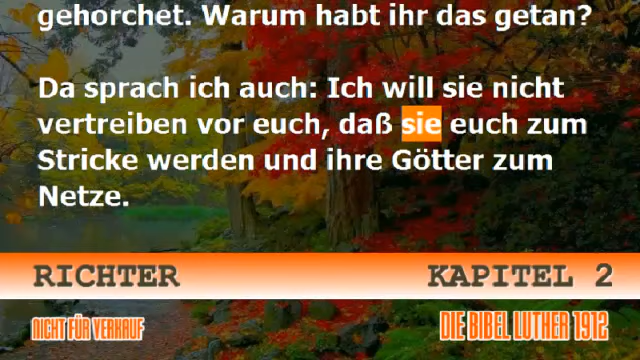 gehorchet. Warum habt ihr das getan?
Da sprach ich auch: Ich will sie nicht
vertreiben vor euch, daß sie euch zum
Stricke werden und ihre Götter zum
Netze.
RICHTER KAPITEL 2
NICHT FÜR VERKAUF DIE BIBEL LUTHER 1912